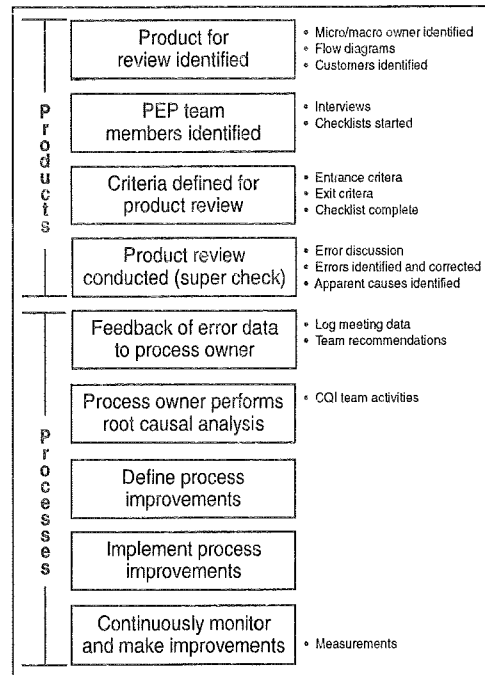 Products
Product for
review identified
• Micro/macro owner identified
• Flow diagrams
• Customers identified
PEP team
members identified
• Interviews
• Checklists started
Criteria defined for
product review
• Entrance critera
• Exit critera
• Checklist complete
Product review
conducted (super check)
• Error discussion
• Errors identified and corrected
• Apparent causes identified
Processes
Feedback of error data
to process owner
• Log meeting data
• Team recommendations
Process owner performs
root causal analysis
• CQI team activities
Define process
improvements
Implement process
improvements
Continuously monitor
and make improvements
• Measurements